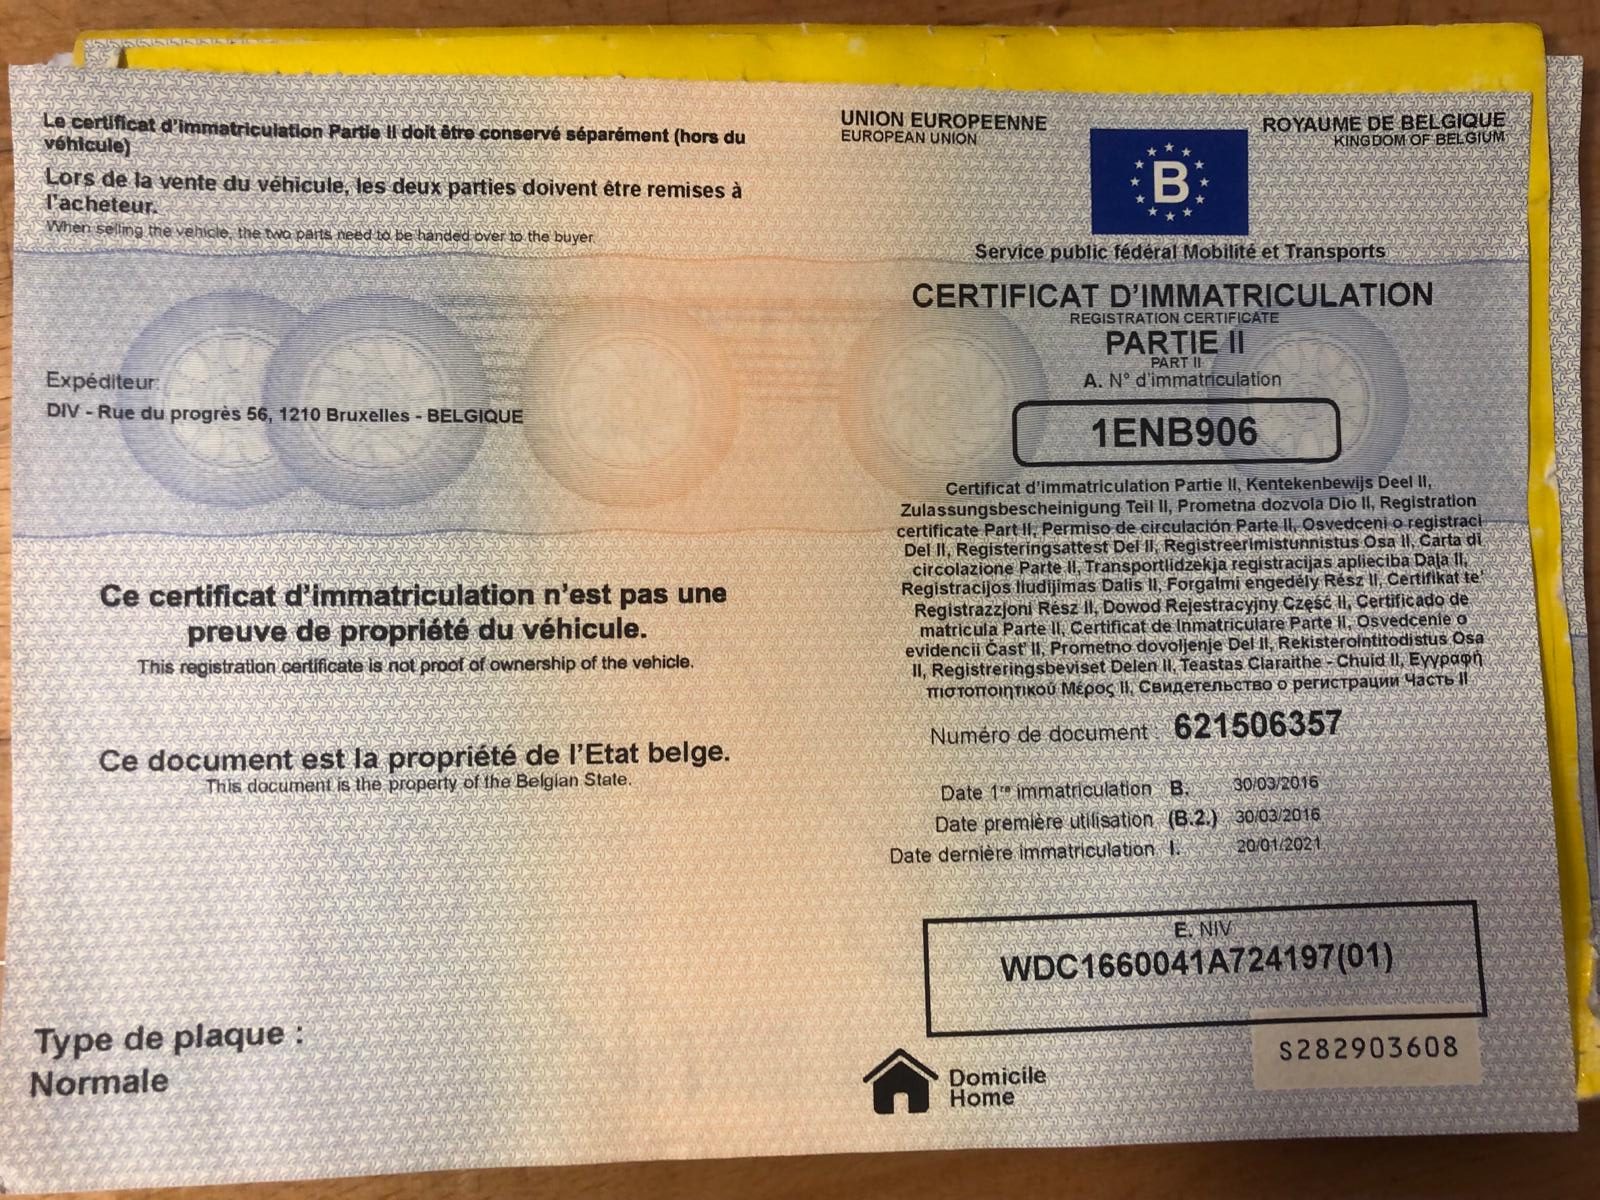 Le certificat d'immatriculation Partie II doit être conservé séparément (hors du
véhicule)
Lors de la vente du véhicule, les deux parties doivent être remises à
l'acheteur.
When selling the vehicle, the two parts need to be handed over to the buyer.
Expéditeur:
DIV - Rue du progrès 56, 1210 Bruxelles - BELGIQUE
Ce certificat d'immatriculation n'est pas une
preuve de propriété du véhicule.
This registration certificate is not proof of ownership of the vehicle.
Ce document est la propriété de l'Etat belge.
This document is the property of the Belgian State.
Type de plaque :
Normale
UNION EUROPEENNE
EUROPEAN UNION
B
ROYAUME DE BELGIQUE
KINGDOM OF BELGIUM
Service public fédéral Mobilité et Transports
CERTIFICAT D'IMMATRICULATION
REGISTRATION CERTIFICATE
PARTIE II
PART II
A. N° d'immatriculation
1ENB906
Certificat d'immatriculation Partie II, Kentekenbewijs Deel II,
Zulassungsbescheinigung Teil II, Prometna dozvola Dio II, Registration
certificate Part II, Permiso de circulación Parte II, Osvedceni o registraci
Del II, Registeringsattest Del II, Registreerimistunnistus Osa II, Carta di
circolazione Parte II, Transportlidzekja registracijas aplieciba Daļa II,
Registracijos liudijimas Dalis II, Forgalmi engedély Rész II, Certifikat ta'
Registrazzjoni Rész II, Dowod Rejestracyjny Część II, Certificado de
matricula Parte II, Certificat de Inmatriculare Parte II, Osvedcenie o
evidencii Čast' II, Prometno dovoljenje Del II, Rekisterointitodistus Osa
II, Registreringsbeviset Delen II, Teastas Claraithe - Chuid II, Εγγραφή
πιστοποιητικού Μέρος II, Свидетельство о регистрации Часть II
Numéro de document : 621506357
Date 1re immatriculation B. 30/03/2016
Date première utilisation (B.2.) 30/03/2016
Date dernière immatriculation I. 20/01/2021
E. NIV
WDC1660041A724197(01)
S282903608
Domicile
Home